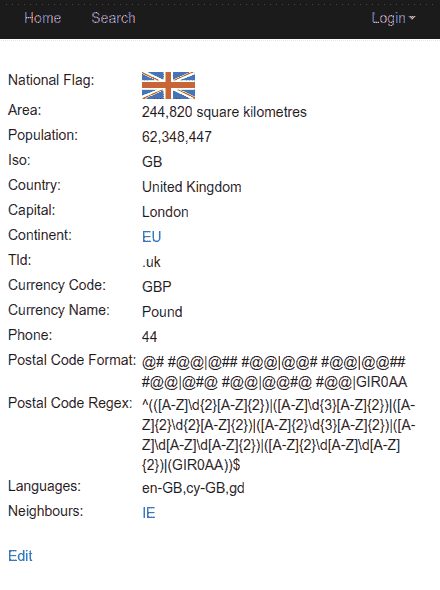 Home Search Login
National Flag:
Area: 244,820 square kilometres
Population: 62,348,447
Iso: GB
Country: United Kingdom
Capital: London
Continent: EU
Tld: .uk
Currency Code: GBP
Currency Name: Pound
Phone: 44
Postal Code Format: @# #@@|@## #@@|@@# #@@|@@##
#@@|@#@ #@@|@@#@ #@@|GIR0AA
Postal Code Regex: ^(([A-Z]\d{2}[A-Z]{2})|([A-Z]\d{3}[A-Z]{2})|([A-
Z]{2}\d{2}[A-Z]{2})|([A-Z]{2}\d{3}[A-Z]{2})|([A-
Z]\d[A-Z]\d[A-Z]{2})|([A-Z]{2}\d[A-Z]\d[A-Z]
{2})|(GIR0AA))$
Languages: en-GB,cy-GB,gd
Neighbours: IE
Edit